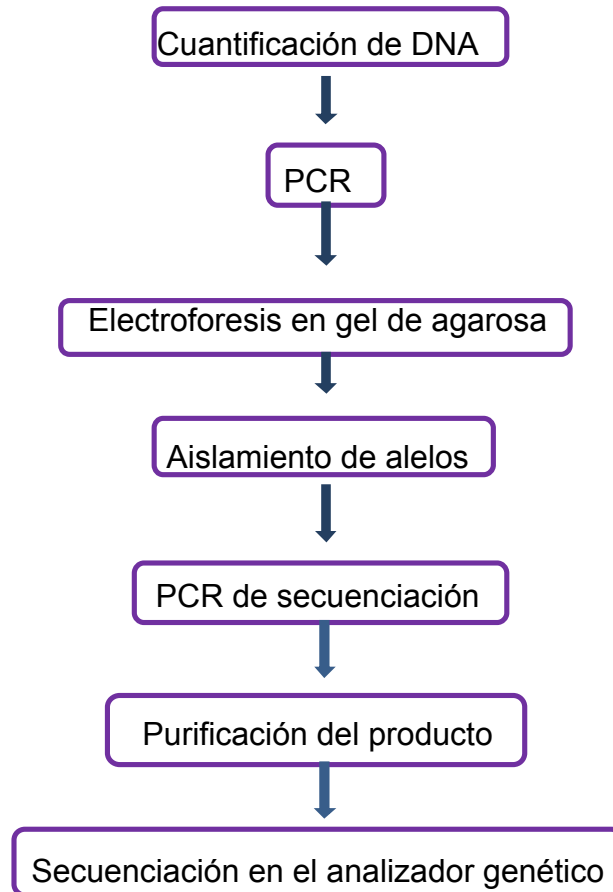 Cuantificación de DNA
PCR
Electroforesis en gel de agarosa
Aislamiento de alelos
PCR de secuenciación
Purificación del producto
Secuenciación en el analizador genético